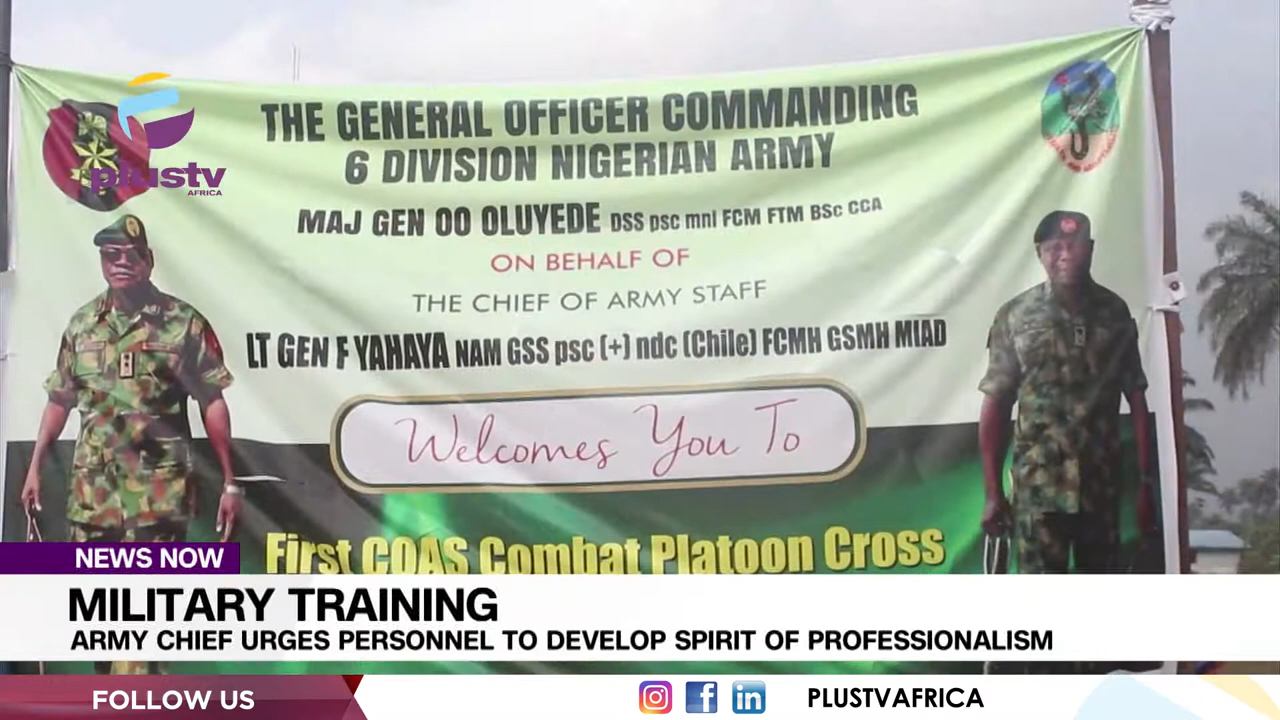 THE GENERAL OFFICER COMMANDING
6 DIVISION NIGERIAN ARMY
plustv
AFRICA
MAJ GEN OO OLUYEDE DSS psc mni FCM FTM BSc CCA
ON BEHALF OF
THE CHIEF OF ARMY STAFF
LT GEN F YAHAYA NAM GSS psc (+) ndc (Chile) FCMH GSMH MIAD
Welcomes You To
First COAS Combat Platoon Cross
NEWS NOW
MILITARY TRAINING
ARMY CHIEF URGES PERSONNEL TO DEVELOP SPIRIT OF PROFESSIONALISM
FOLLOW US
PLUSTVAFRICA